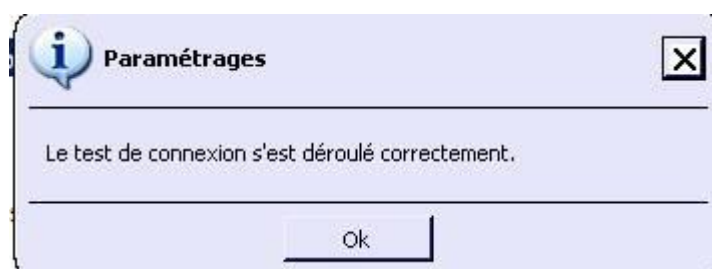 Paramétrages
Le test de connexion s'est déroulé correctement.
Ok